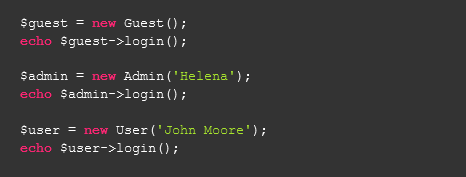 $guest = new Guest();
echo $guest->login();
$admin = new Admin('Helena');
echo $admin->login();
$user = new User('John Moore');
echo $user->login();